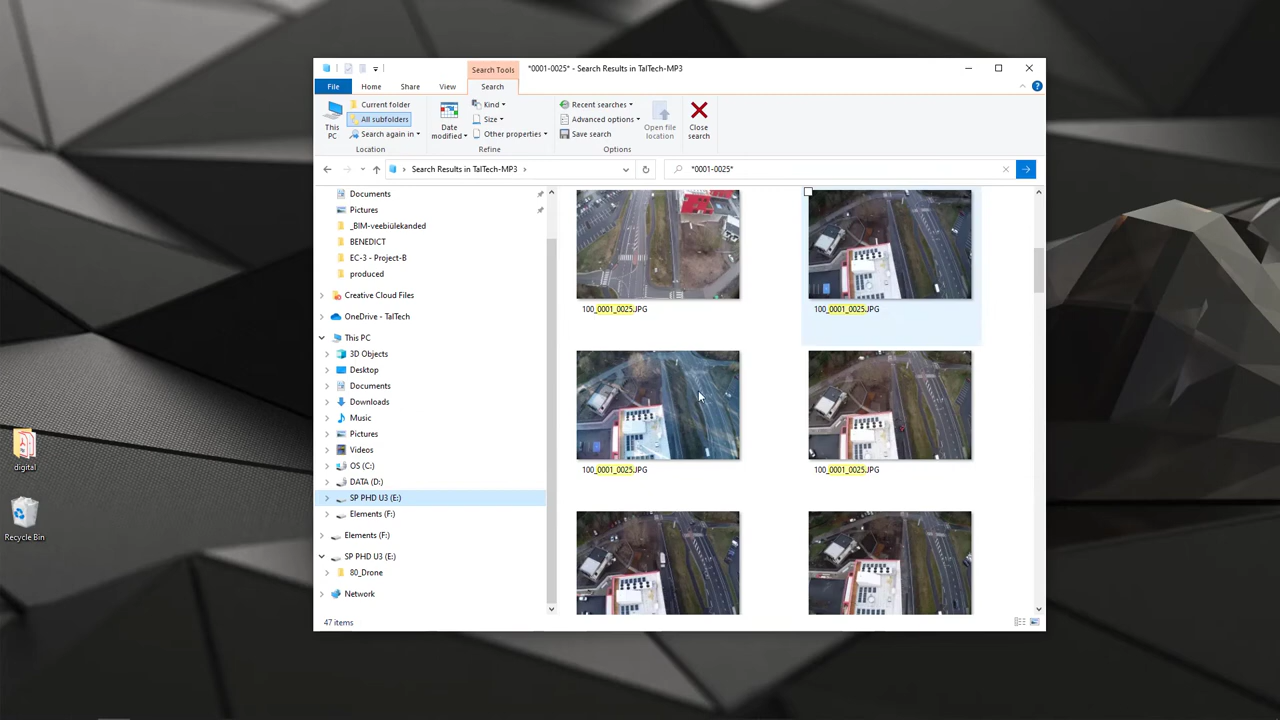 Search Tools
*0001-0025* - Search Results in TalTech-MP3
File
Home
Share
View
Search
This PC
Current folder
All subfolders
Search again in
Location
Date modified
Kind
Size
Other properties
Refine
Recent searches
Advanced options
Save search
Options
Open file location
Close search
Search Results in TalTech-MP3
*0001-0025*
Documents
Pictures
_BIM-veebiülekanded
BENEDICT
EC-3 - Project-B
produced
Creative Cloud Files
OneDrive - TalTech
This PC
3D Objects
Desktop
Documents
Downloads
Music
Pictures
Videos
OS (C:)
DATA (D:)
SP PHD U3 (E:)
Elements (F:)
Elements (F:)
SP PHD U3 (E:)
80_Drone
Network
100_0001_0025.JPG
100_0001_0025.JPG
100_0001_0025.JPG
100_0001_0025.JPG
47 items
digital
Recycle Bin